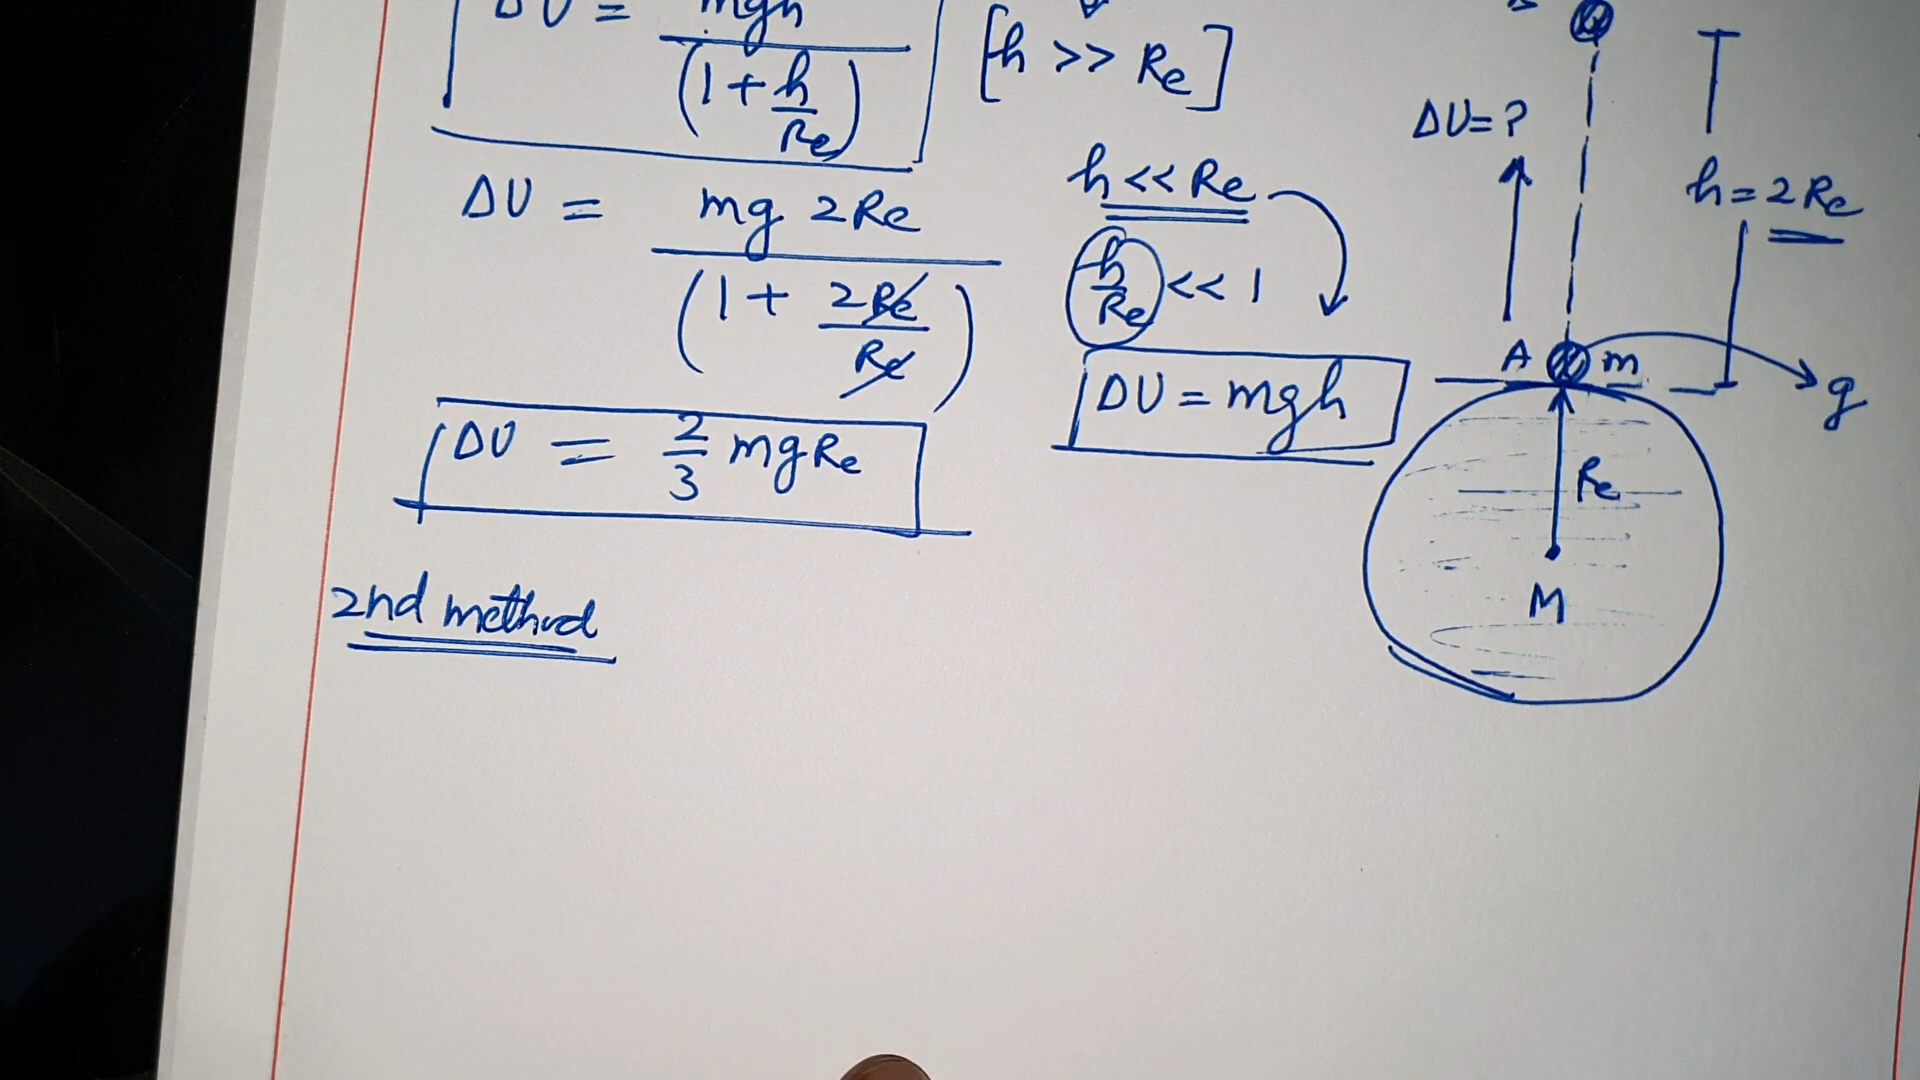 ΔU = mgh / (1 + h/Re)
[h >> Re]
ΔU = mg 2Re / (1 + 2Re/Re)
ΔU = 2/3 mgRe
2nd method
h << Re
h/Re << 1
ΔU = mgh
ΔU = ?
h = 2Re
A m
g
Re
M